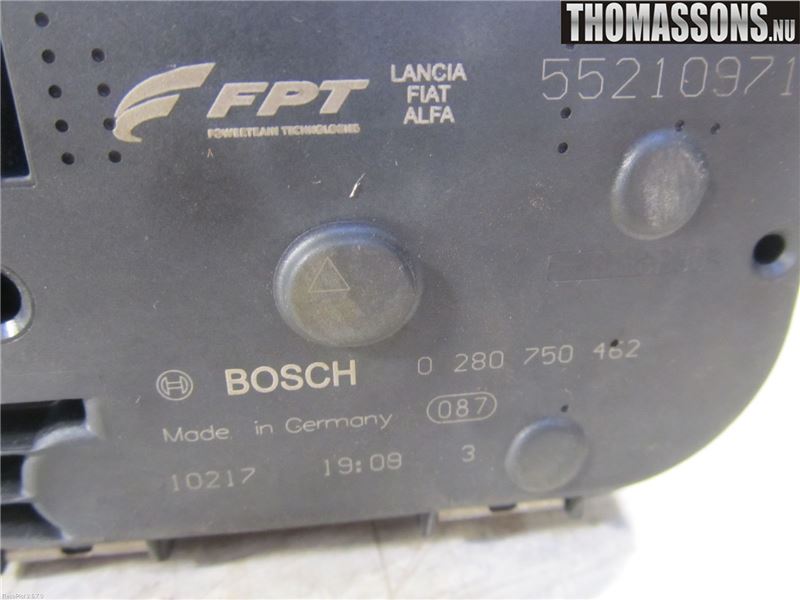 THOMASSONS.NU
FPT
POWERTRAIN TECHNOLOGIES
LANCIA
FIAT
ALFA
55210971
BOSCH 0 280 750 462
Made in Germany 087
10217 19:09 3